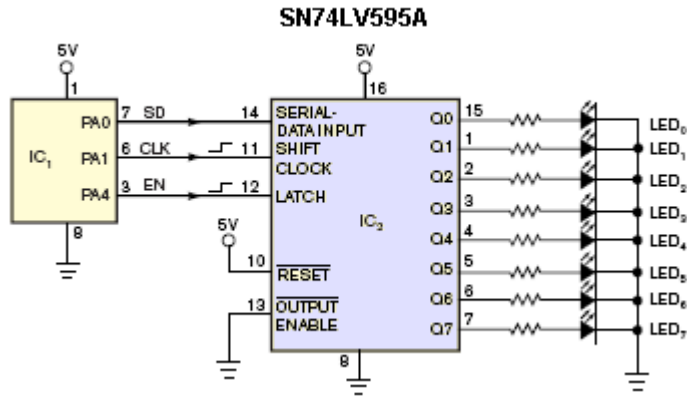 SN74LV595A
5V
5V
1
16
PA0 7 SD 14 SERIAL-
DATA INPUT
Q0 15 LED0
IC1 PA1 6 CLK 11 SHIFT
CLOCK
Q1 1 LED1
PA4 3 EN 12 LATCH
Q2 2 LED2
IC2
Q3 3 LED3
8
5V
Q4 4 LED4
10 RESET
Q5 5 LED5
13 OUTPUT
ENABLE
Q6 6 LED6
Q7 7 LED7
8